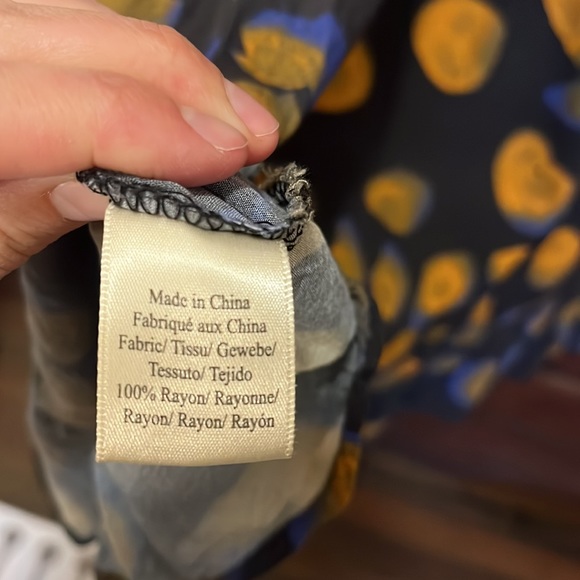 Made in China
Fabriqué aux China
Fabric/ Tissu/ Gewebe/
Tessuto/ Tejido
100% Rayon/ Rayonne/
Rayon/ Rayon/ Rayón